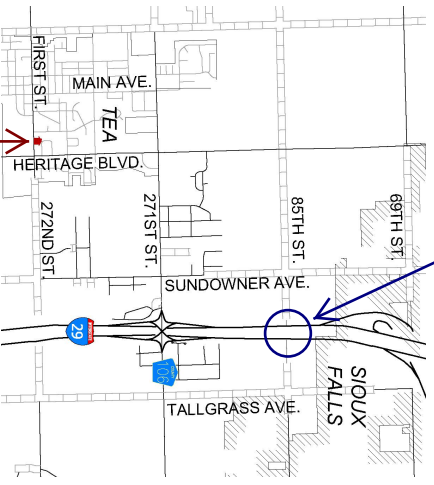 FIRST ST.
MAIN AVE.
TEA
HERITAGE BLVD.
272ND ST.
271ST ST.
85TH ST.
69TH ST.
SUNDOWNER AVE.
29
106
TALLGRASS AVE.
SIOUX
FALLS